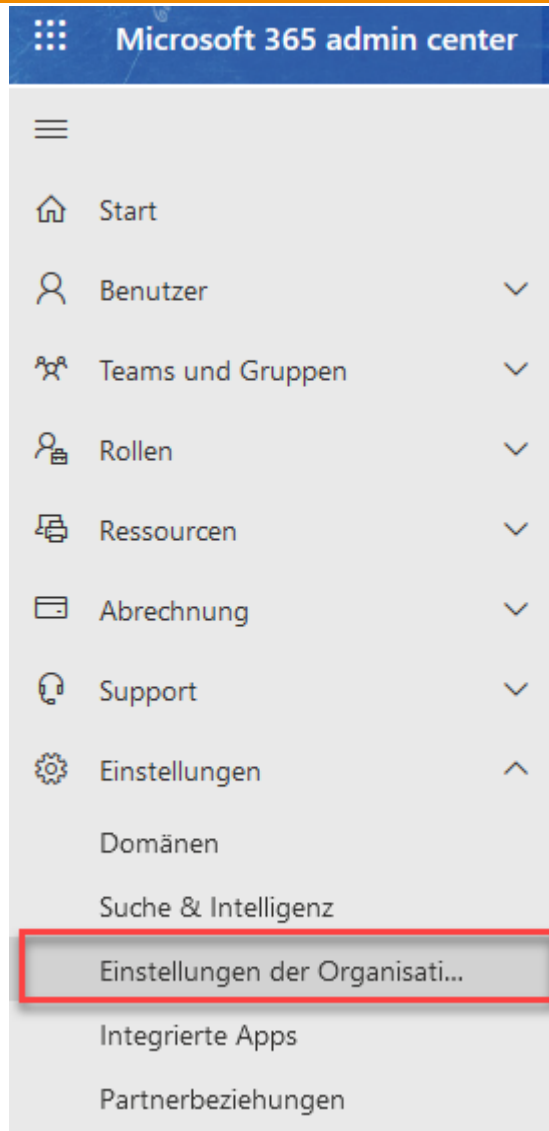 Microsoft 365 admin center
Start
Benutzer
Teams und Gruppen
Rollen
Ressourcen
Abrechnung
Support
Einstellungen
Domänen
Suche & Intelligenz
Einstellungen der Organisati...
Integrierte Apps
Partnerbeziehungen